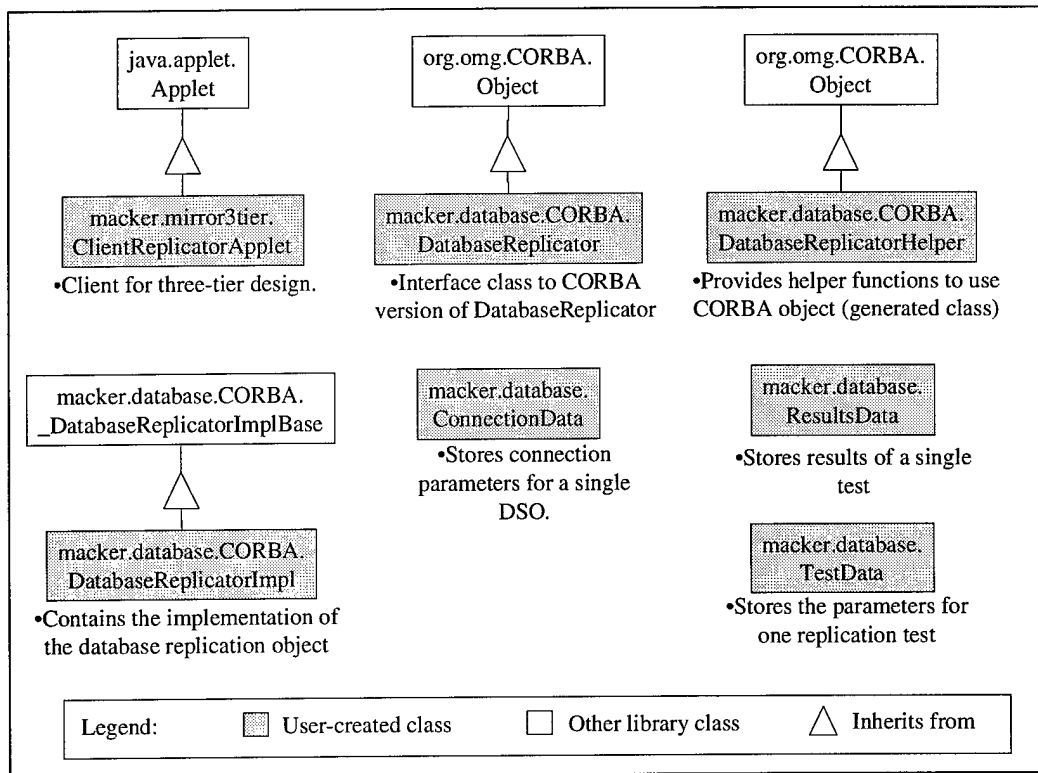 java.applet.
Applet
org.omg.CORBA.
Object
org.omg.CORBA.
Object
macker.mirror3tier.
ClientReplicatorApplet
•Client for three-tier design.
macker.database.CORBA.
DatabaseReplicator
•Interface class to CORBA
version of DatabaseReplicator
macker.database.CORBA.
DatabaseReplicatorHelper
•Provides helper functions to use
CORBA object (generated class)
macker.database.CORBA.
_DatabaseReplicatorImplBase
macker.database.CORBA.
DatabaseReplicatorImpl
•Contains the implementation of
the database replication object
macker.database.
ConnectionData
•Stores connection
parameters for a single
DSO.
macker.database.
ResultsData
•Stores results of a single
test
macker.database.
TestData
•Stores the parameters for
one replication test
Legend:
User-created class
Other library class
Inherits from